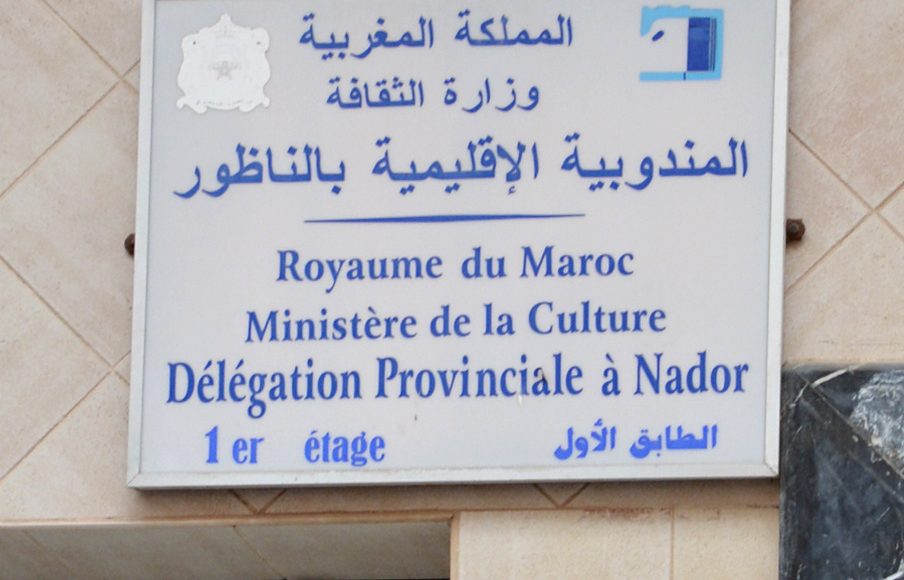 المملكة المغربية
وزارة الثقافة
المندوبية الإقليمية بالناظور
Royaume du Maroc
Ministère de la Culture
Délégation Provinciale à Nador
1 er étage الطابق الأول